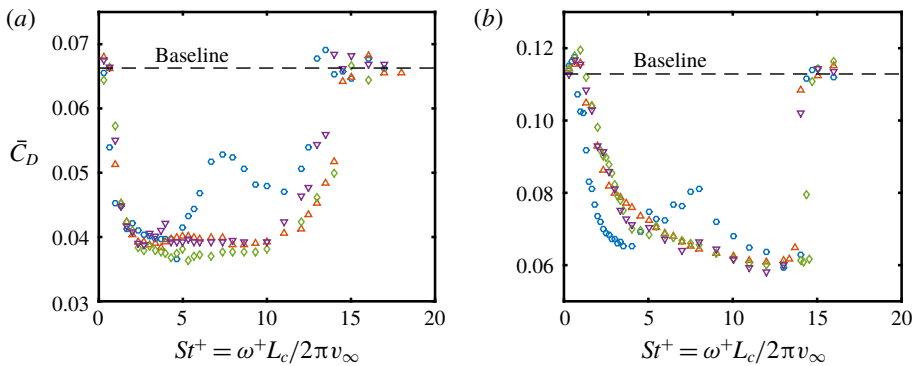 (a)
0.07
Baseline
0.06
0.05
C̄_D
0.04
0.03
0 5 10 15 20
St⁺ = ω⁺L_c/2πv_∞
(b)
0.12
Baseline
0.10
0.08
0.06
0 5 10 15 20
St⁺ = ω⁺L_c/2πv_∞